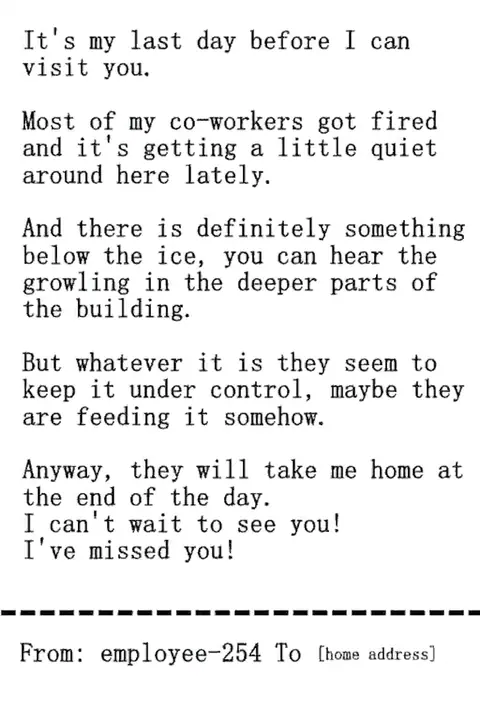 It's my last day before I can
visit you.
Most of my co-workers got fired
and it's getting a little quiet
around here lately.
And there is definitely something
below the ice, you can hear the
growling in the deeper parts of
the building.
But whatever it is they seem to
keep it under control, maybe they
are feeding it somehow.
Anyway, they will take me home at
the end of the day.
I can't wait to see you!
I've missed you!
From: employee-254 To [home address]